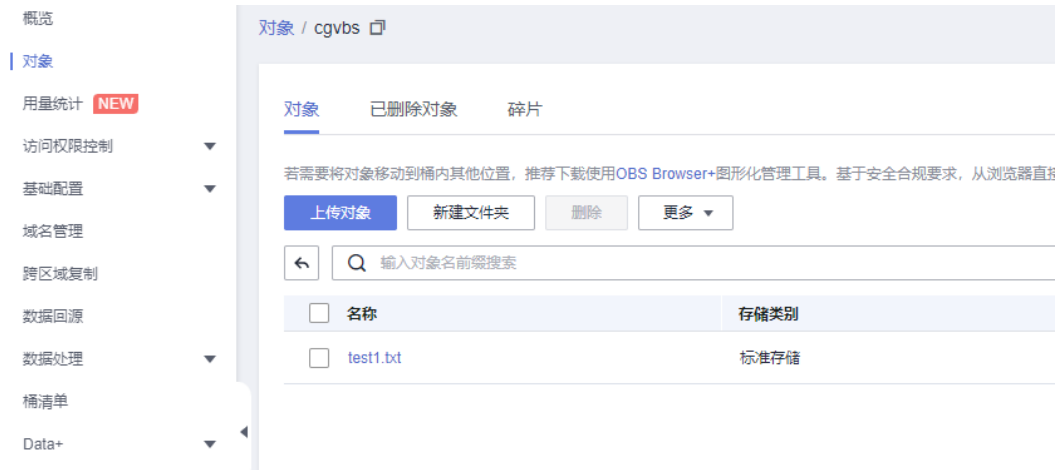 概览
对象
用量统计 NEW
访问权限控制
基础配置
域名管理
跨区域复制
数据回源
数据处理
桶清单
Data+
对象 / cgvbs
对象 已删除对象 碎片
若需要将对象移动到桶内其他位置，推荐下载使用OBS Browser+图形化管理工具。基于安全合规要求，从浏览器直接
上传对象 新建文件夹 删除 更多
输入对象名前缀搜索
名称 存储类别
test1.txt 标准存储